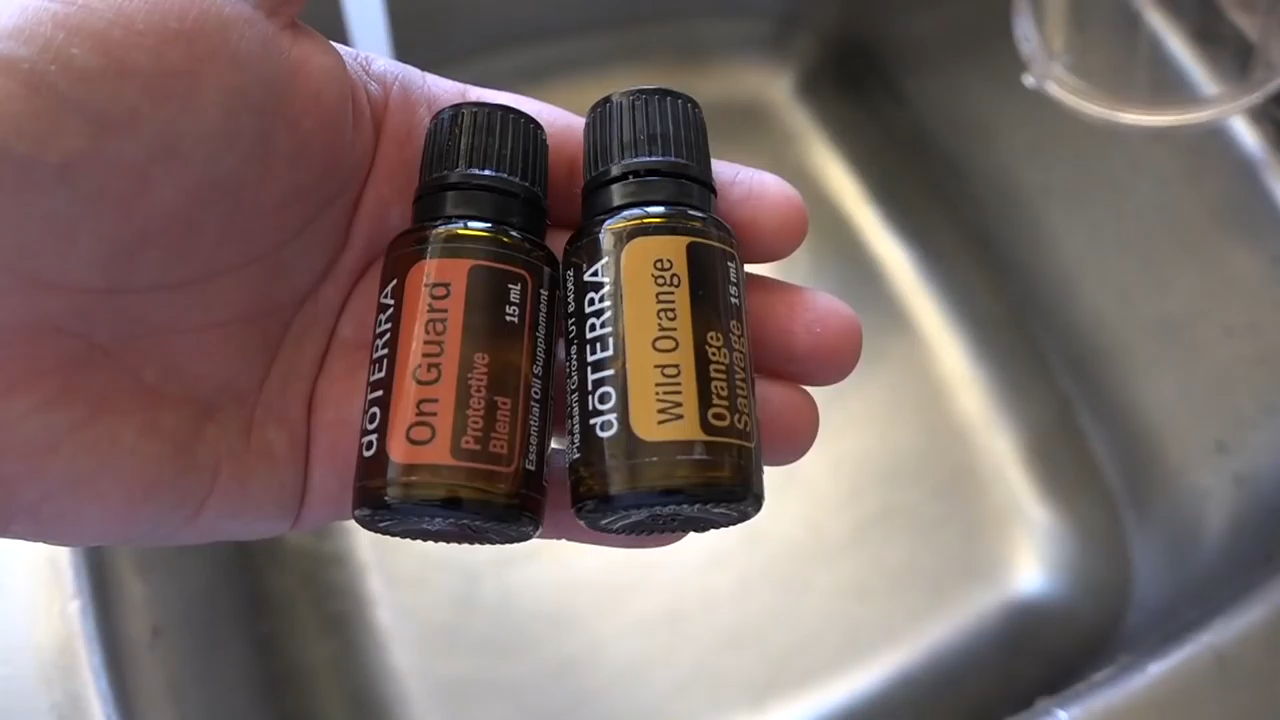 dōTERRA
On Guard
Protective
Blend
15 mL
Essential Oil Supplement
Pleasant Grove, UT 84062
dōTERRA
Wild Orange
Orange
Sauvage
15 mL